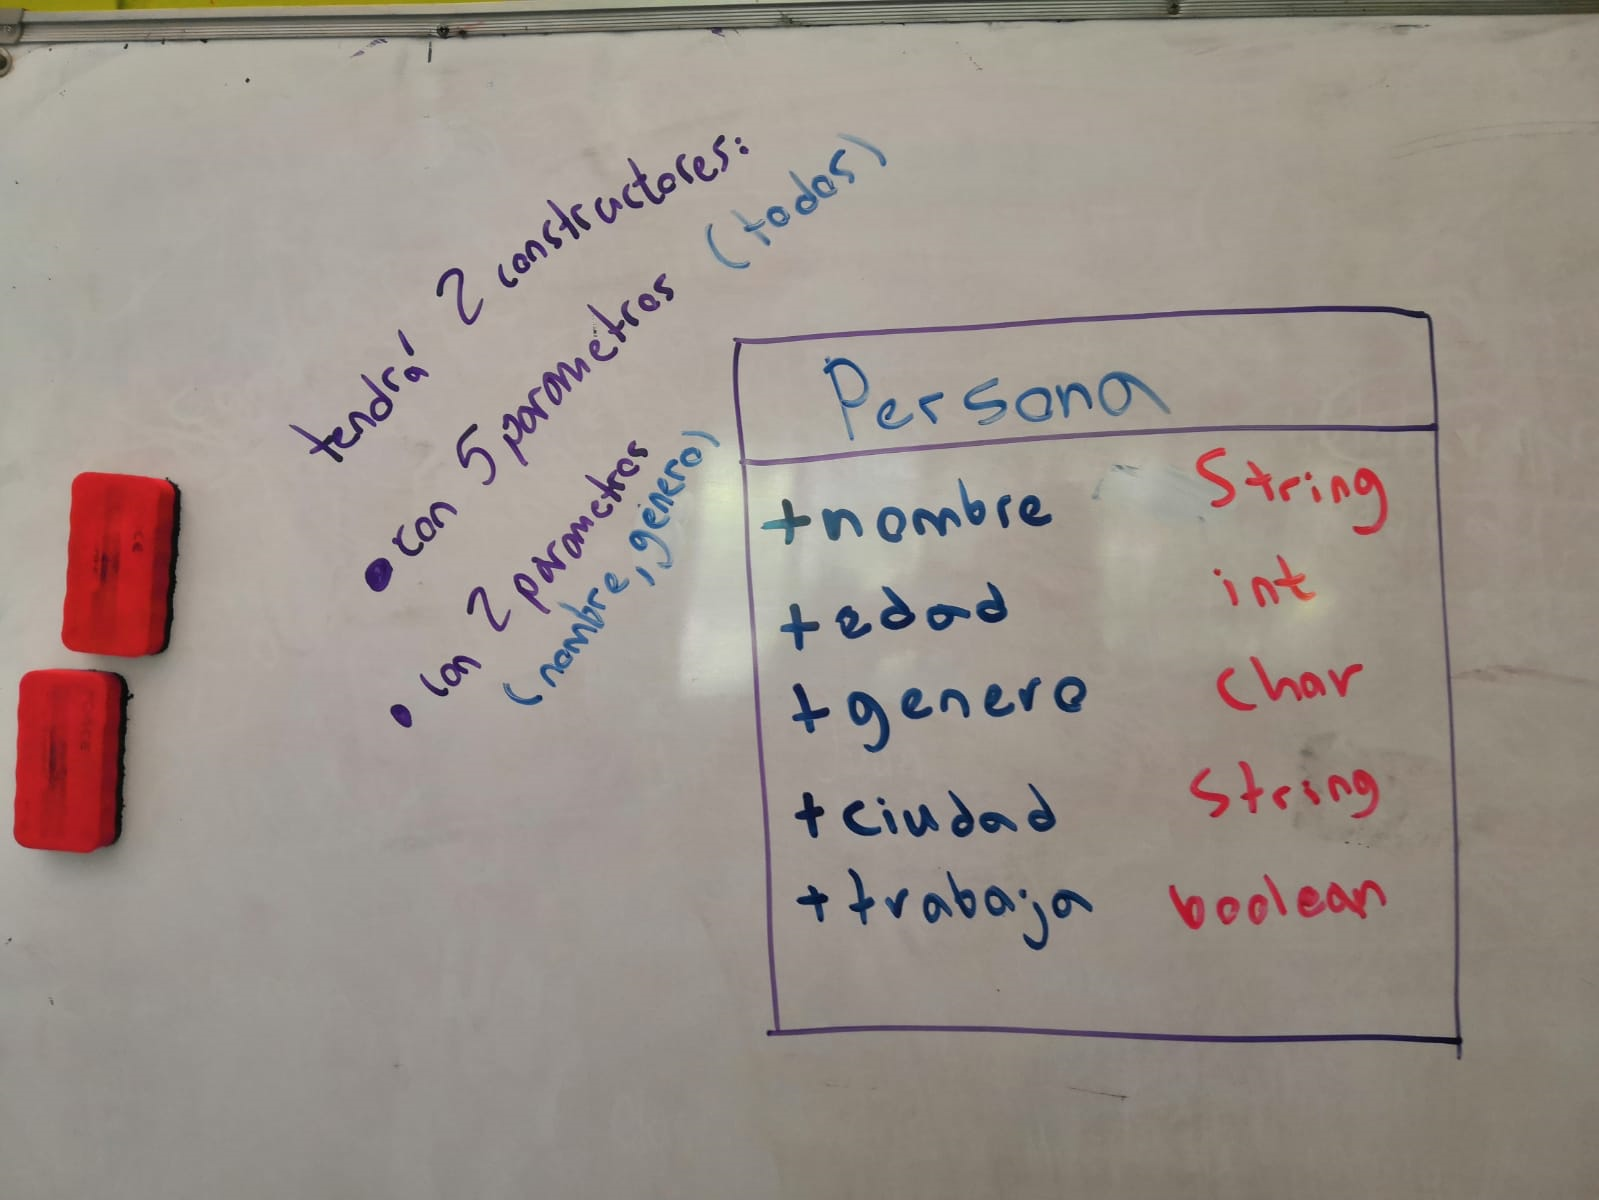 tendrá 2 constructores:
• con 5 parametros (todos)
• con 2 parametros
(nombre, género)
Persona
+nombre String
+edad int
+genero Char
+ciudad String
+trabaja boolean